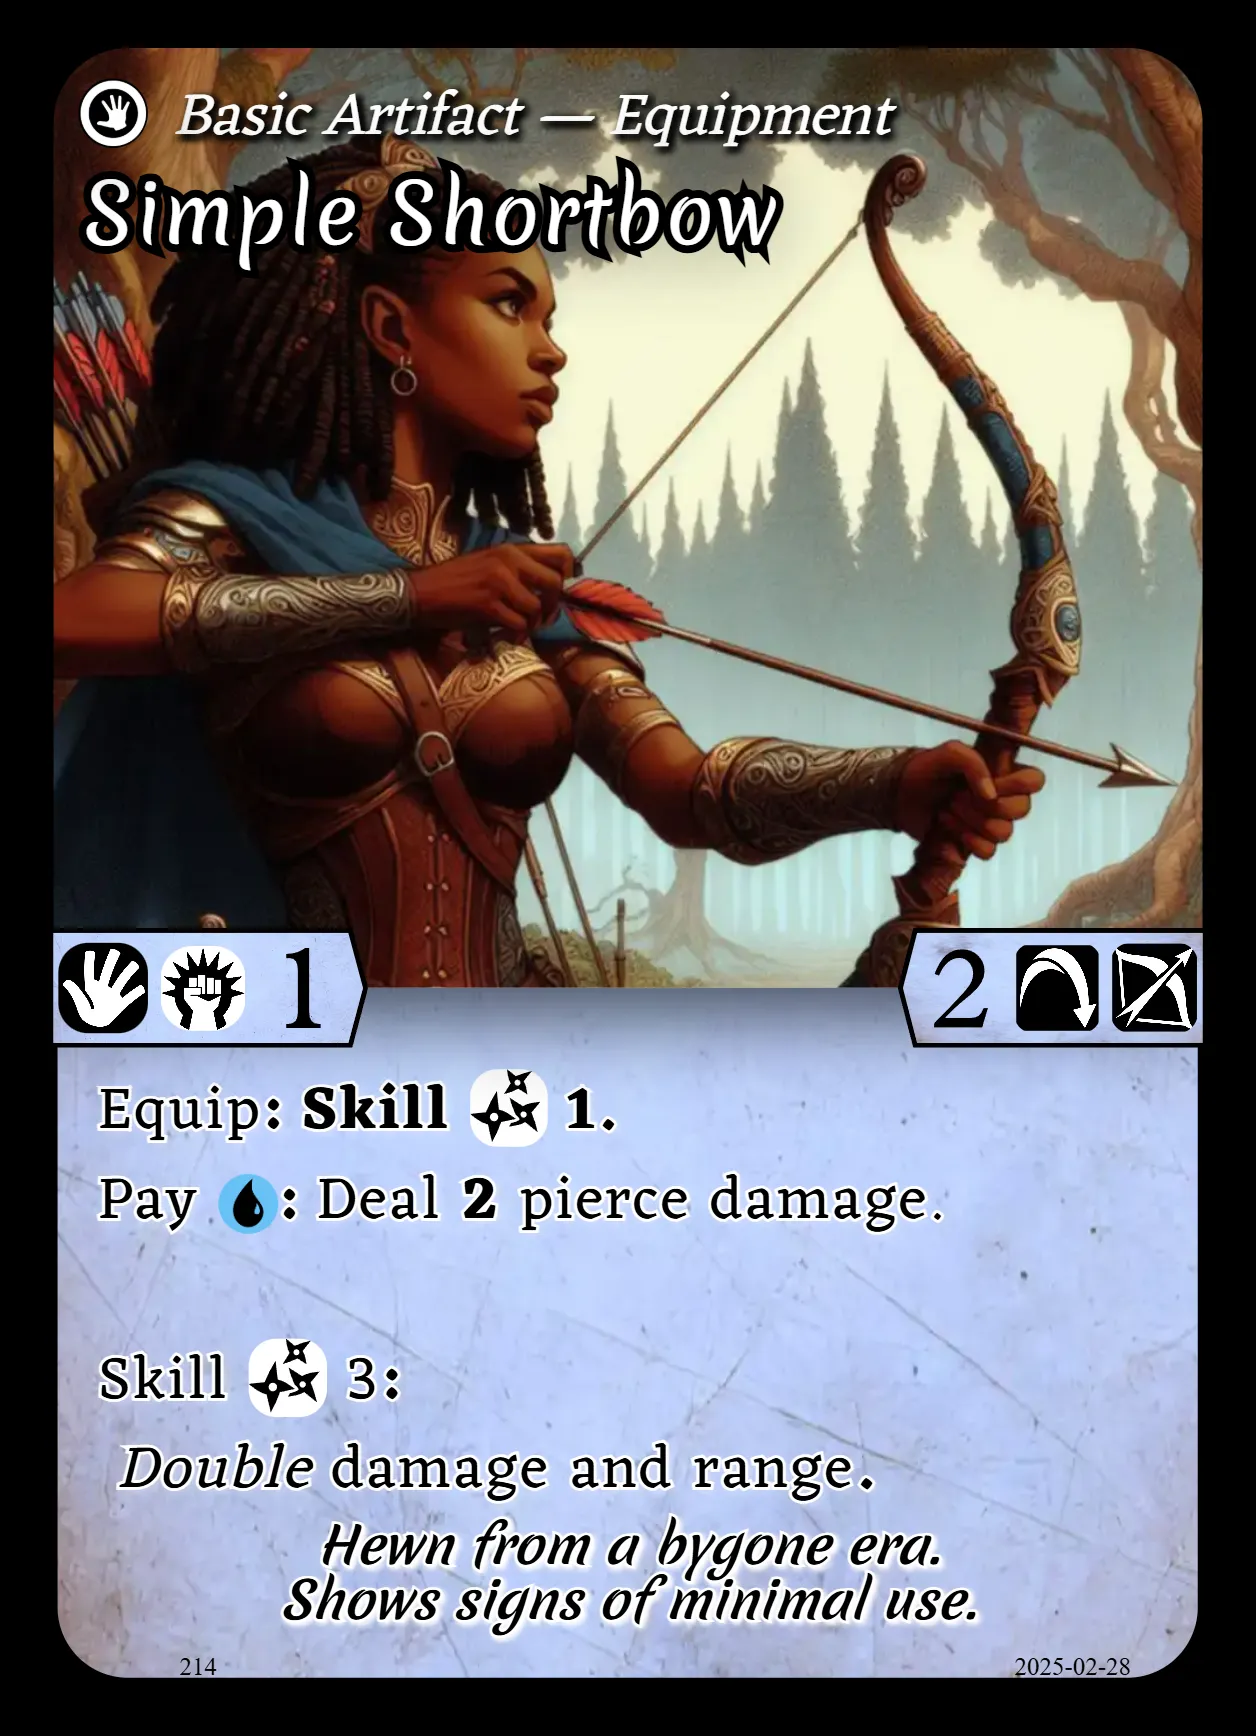 Basic Artifact — Equipment
Simple Shortbow
1
2
Equip: Skill 1.
Pay : Deal 2 pierce damage.
Skill 3:
Double damage and range.
Hewn from a bygone era.
Shows signs of minimal use.
214
2025-02-28